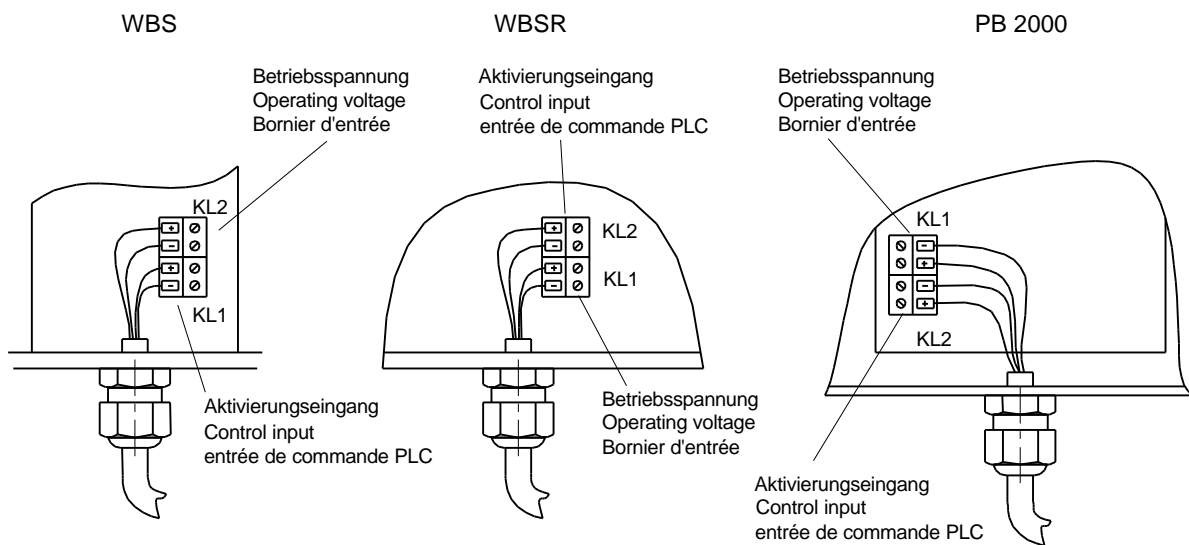 WBS
Betriebsspannung
Operating voltage
Bornier d'entrée
KL2
+
-
+
-
KL1
Aktivierungseingang
Control input
entrée de commande PLC
WBSR
Aktivierungseingang
Control input
entrée de commande PLC
+
-
+
-
KL2
KL1
Betriebsspannung
Operating voltage
Bornier d'entrée
PB 2000
Betriebsspannung
Operating voltage
Bornier d'entrée
KL1
-
+
-
+
KL2
Aktivierungseingang
Control input
entrée de commande PLC